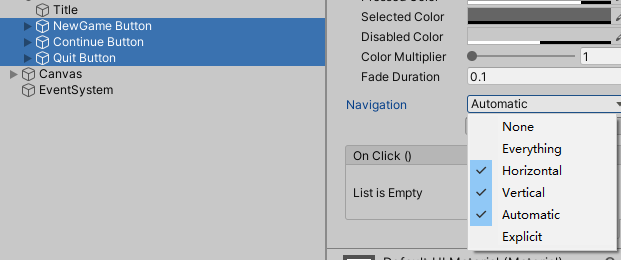 Title
NewGame Button
Continue Button
Quit Button
Canvas
EventSystem
Selected Color
Disabled Color
Color Multiplier
1
Fade Duration
0.1
Navigation
Automatic
None
Everything
Horizontal
Vertical
Automatic
Explicit
On Click ()
List is Empty